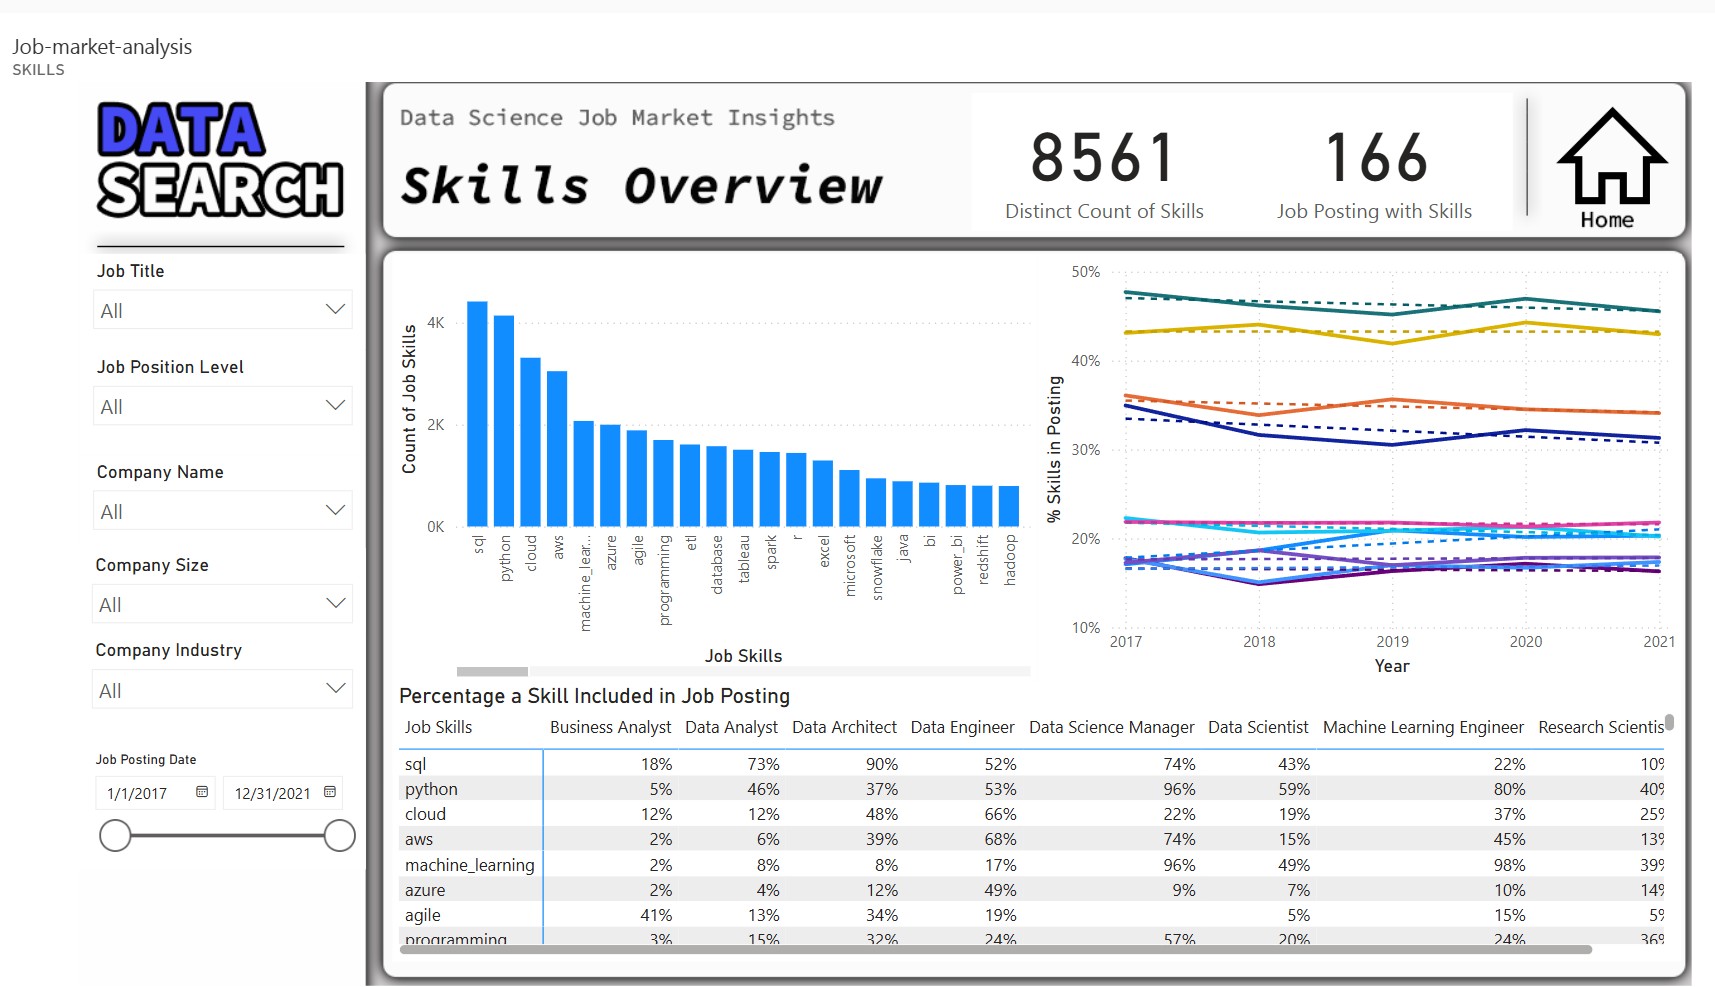 Job-market-analysis
SKILLS
DATA
SEARCH
Job Title
All
Job Position Level
All
Company Name
All
Company Size
All
Company Industry
All
Job Posting Date
1/1/2017 12/31/2021
Data Science Job Market Insights
Skills Overview
8561
Distinct Count of Skills
166
Job Posting with Skills
Home
Count of Job Skills
4K
2K
0K
sql
python
cloud
aws
machine_lear...
azure
agile
programming
etl
database
tableau
spark
r
excel
microsoft
snowflake
java
bi
power_bi
redshift
hadoop
Job Skills
% Skills in Posting
50%
40%
30%
20%
10%
2017 2018 2019 2020 2021
Year
Percentage a Skill Included in Job Posting
Job Skills Business Analyst Data Analyst Data Architect Data Engineer Data Science Manager Data Scientist Machine Learning Engineer Research Scientis
sql 18% 73% 90% 52% 74% 43% 22% 10%
python 5% 46% 37% 53% 96% 59% 80% 40%
cloud 12% 12% 48% 66% 22% 19% 37% 25%
aws 2% 6% 39% 68% 74% 15% 45% 13%
machine_learning 2% 8% 8% 17% 96% 49% 98% 39%
azure 2% 4% 12% 49% 9% 7% 10% 14%
agile 41% 13% 34% 19% 5% 15% 5%
programming 3% 15% 32% 24% 57% 20% 24% 36%